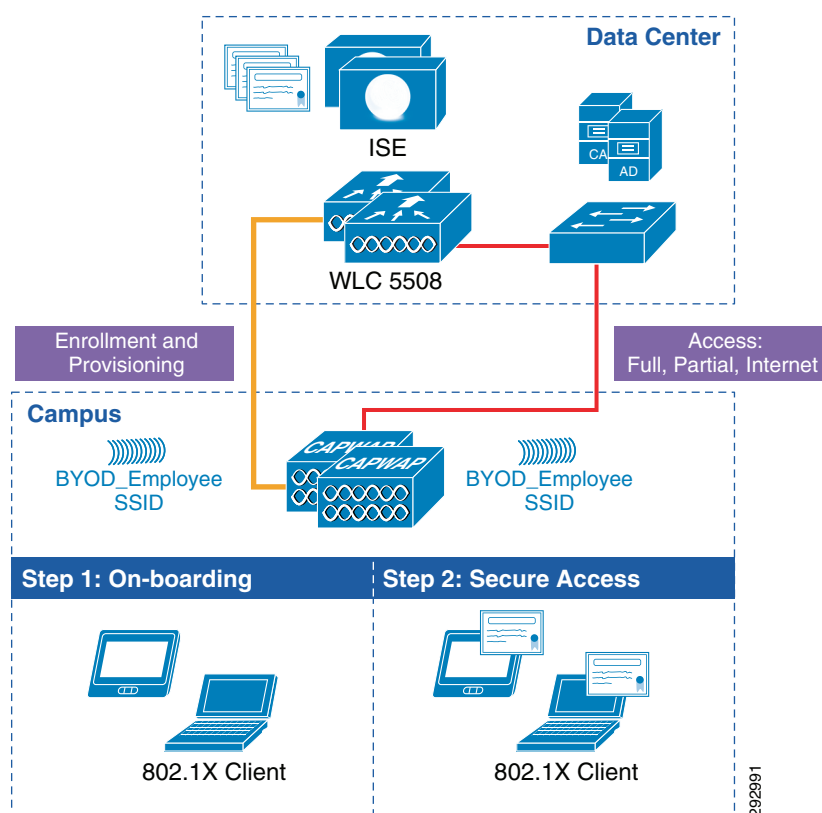 Data Center
ISE
CA
AD
WLC 5508
Enrollment and
Provisioning
Access:
Full, Partial, Internet
Campus
CAPWAP
CAPWAP
BYOD_Employee
SSID
BYOD_Employee
SSID
Step 1: On-boarding
Step 2: Secure Access
802.1X Client
802.1X Client
292991